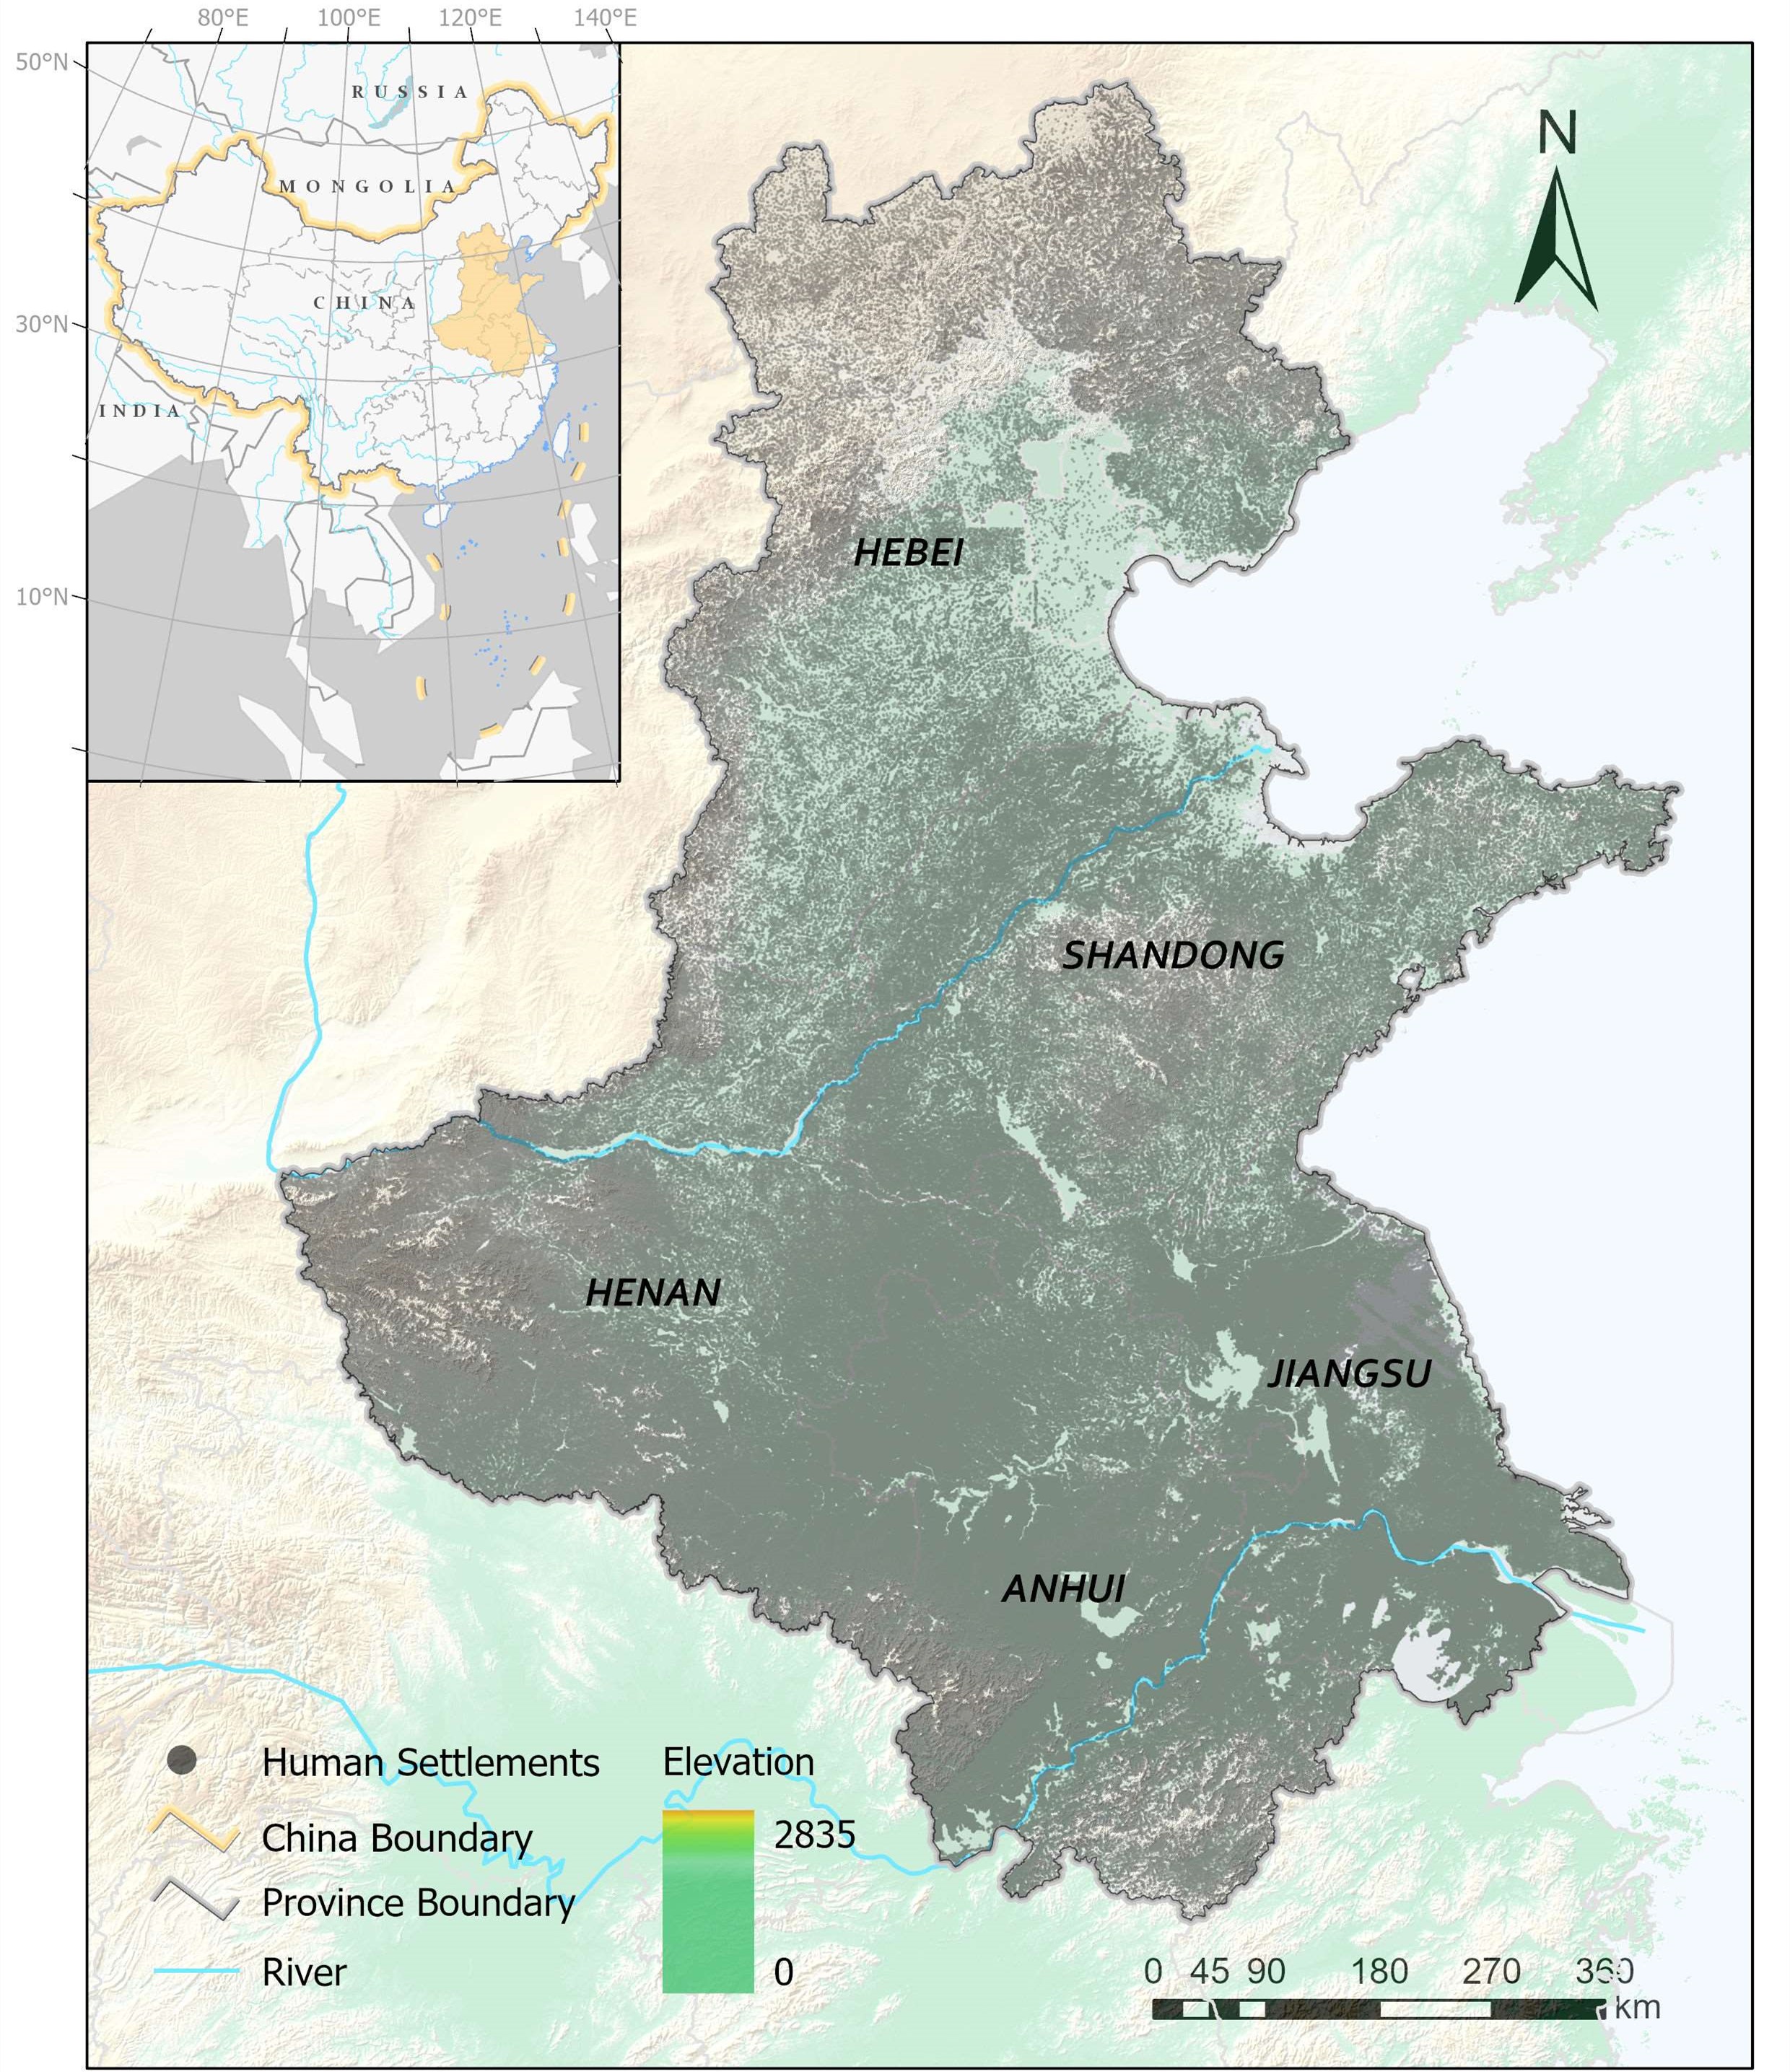 80°E 100°E 120°E 140°E
50°N
30°N
10°N
RUSSIA
MONGOLIA
CHINA
INDIA
N
HEBEI
SHANDONG
HENAN
JIANGSU
ANHUI
Human Settlements
China Boundary
Province Boundary
River
Elevation
2835
0
0 45 90 180 270 360
km